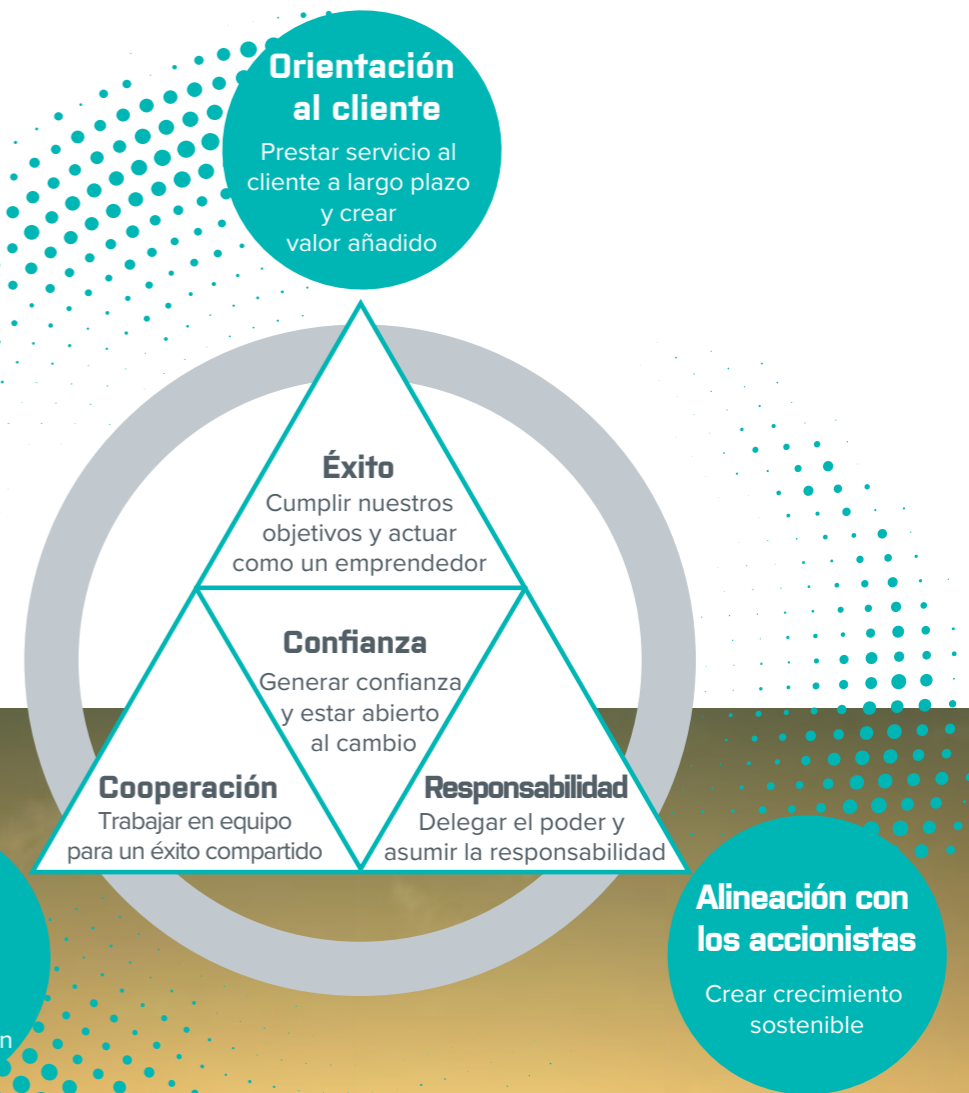 Orientación
al cliente
Prestar servicio al
cliente a largo plazo
y crear
valor añadido
Éxito
Cumplir nuestros
objetivos y actuar
como un emprendedor
Confianza
Generar confianza
y estar abierto
al cambio
Cooperación
Trabajar en equipo
para un éxito compartido
Responsabilidad
Delegar el poder y
asumir la responsabilidad
Alineación con
los accionistas
Crear crecimiento
sostenible